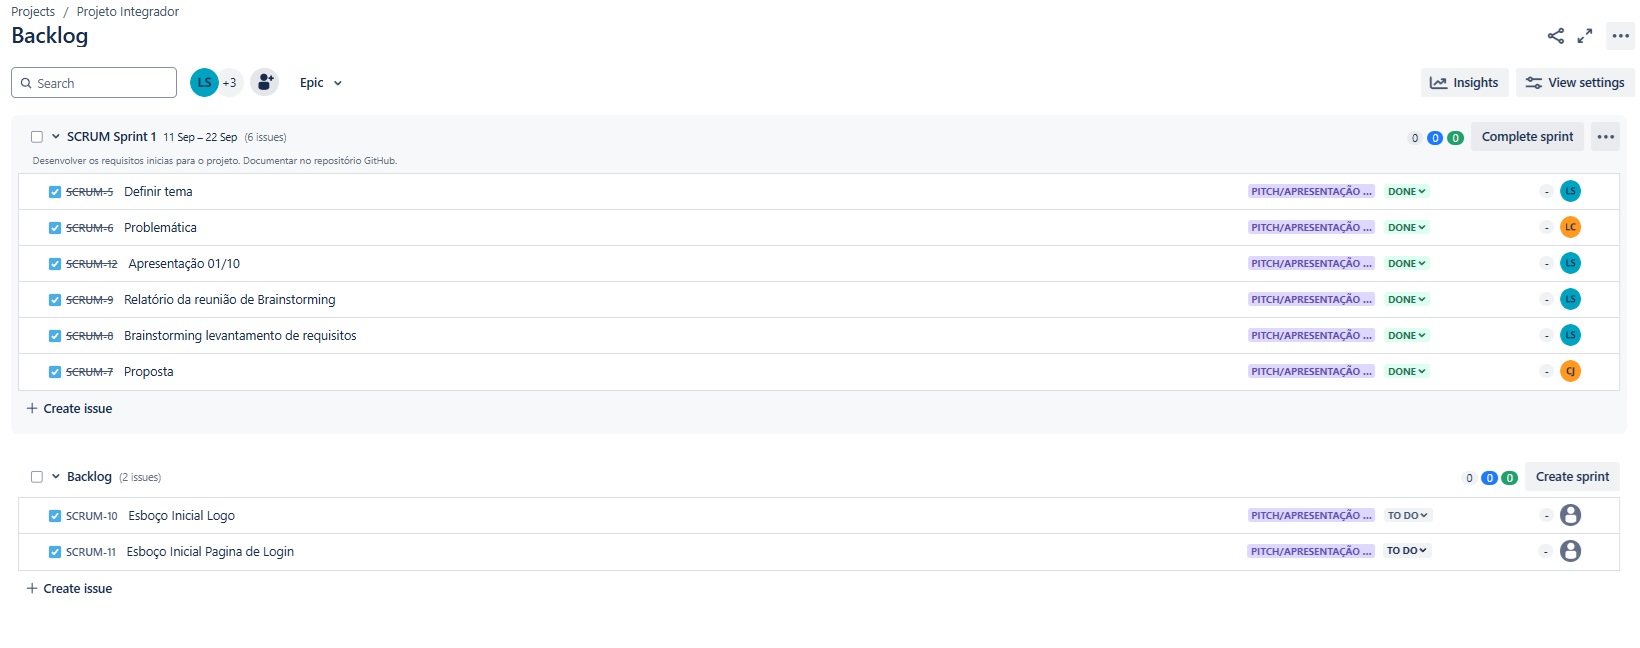 Projects / Projeto Integrador
Backlog
Search
LS +3
Epic
Insights
View settings
SCRUM Sprint 1 11 Sep – 22 Sep (6 issues)
0 0 0 Complete sprint
Desenvolver os requisitos inicias para o projeto. Documentar no repositório GitHub.
SCRUM-5 Definir tema PITCH/APRESENTAÇÃO ... DONE - LS
SCRUM-6 Problemática PITCH/APRESENTAÇÃO ... DONE - LC
SCRUM-12 Apresentação 01/10 PITCH/APRESENTAÇÃO ... DONE - LS
SCRUM-9 Relatório da reunião de Brainstorming PITCH/APRESENTAÇÃO ... DONE - LS
SCRUM-8 Brainstorming levantamento de requisitos PITCH/APRESENTAÇÃO ... DONE - LS
SCRUM-7 Proposta PITCH/APRESENTAÇÃO ... DONE - CJ
+ Create issue
Backlog (2 issues) 0 0 0 Create sprint
SCRUM-10 Esboço Inicial Logo PITCH/APRESENTAÇÃO ... TO DO -
SCRUM-11 Esboço Inicial Pagina de Login PITCH/APRESENTAÇÃO ... TO DO -
+ Create issue